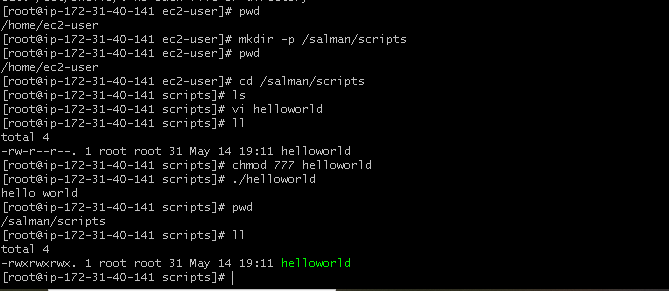 [root@ip-172-31-40-141 ec2-user]# pwd
/home/ec2-user
[root@ip-172-31-40-141 ec2-user]# mkdir -p /salman/scripts
[root@ip-172-31-40-141 ec2-user]# pwd
/home/ec2-user
[root@ip-172-31-40-141 ec2-user]# cd /salman/scripts
[root@ip-172-31-40-141 scripts]# ls
[root@ip-172-31-40-141 scripts]# vi helloworld
[root@ip-172-31-40-141 scripts]# ll
total 4
-rw-r--r--. 1 root root 31 May 14 19:11 helloworld
[root@ip-172-31-40-141 scripts]# chmod 777 helloworld
[root@ip-172-31-40-141 scripts]# ./helloworld
hello world
[root@ip-172-31-40-141 scripts]# pwd
/salman/scripts
[root@ip-172-31-40-141 scripts]# ll
total 4
-rwxrwxrwx. 1 root root 31 May 14 19:11 helloworld
[root@ip-172-31-40-141 scripts]#